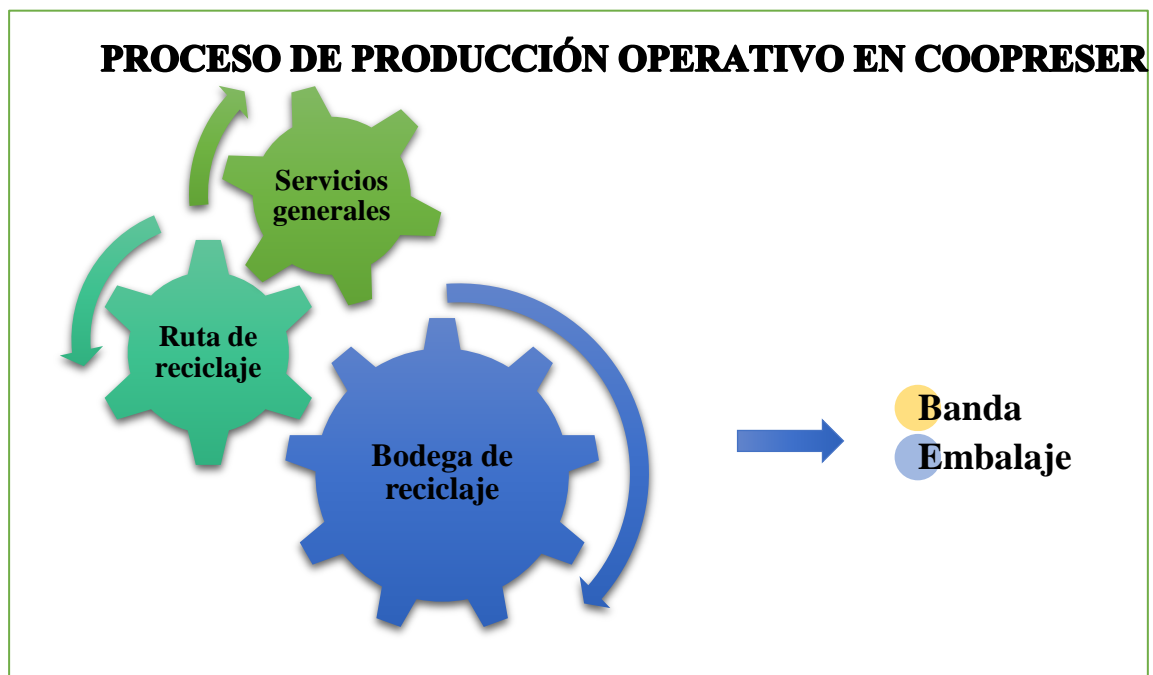 PROCESO DE PRODUCCIÓN OPERATIVO EN COOPRESER
Servicios
generales
Ruta de
reciclaje
Bodega de
reciclaje
Banda
Embalaje